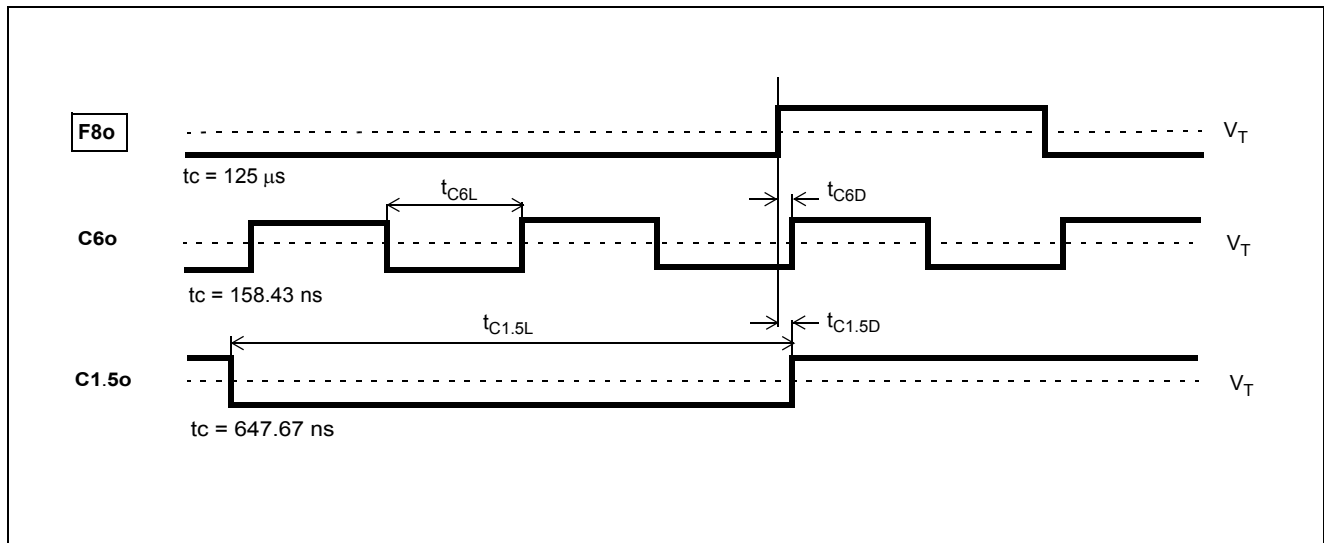 F8o
V_T
tc = 125 μs
t_C6L
t_C6D
C6o
V_T
tc = 158.43 ns
t_C1.5L
t_C1.5D
C1.5o
V_T
tc = 647.67 ns